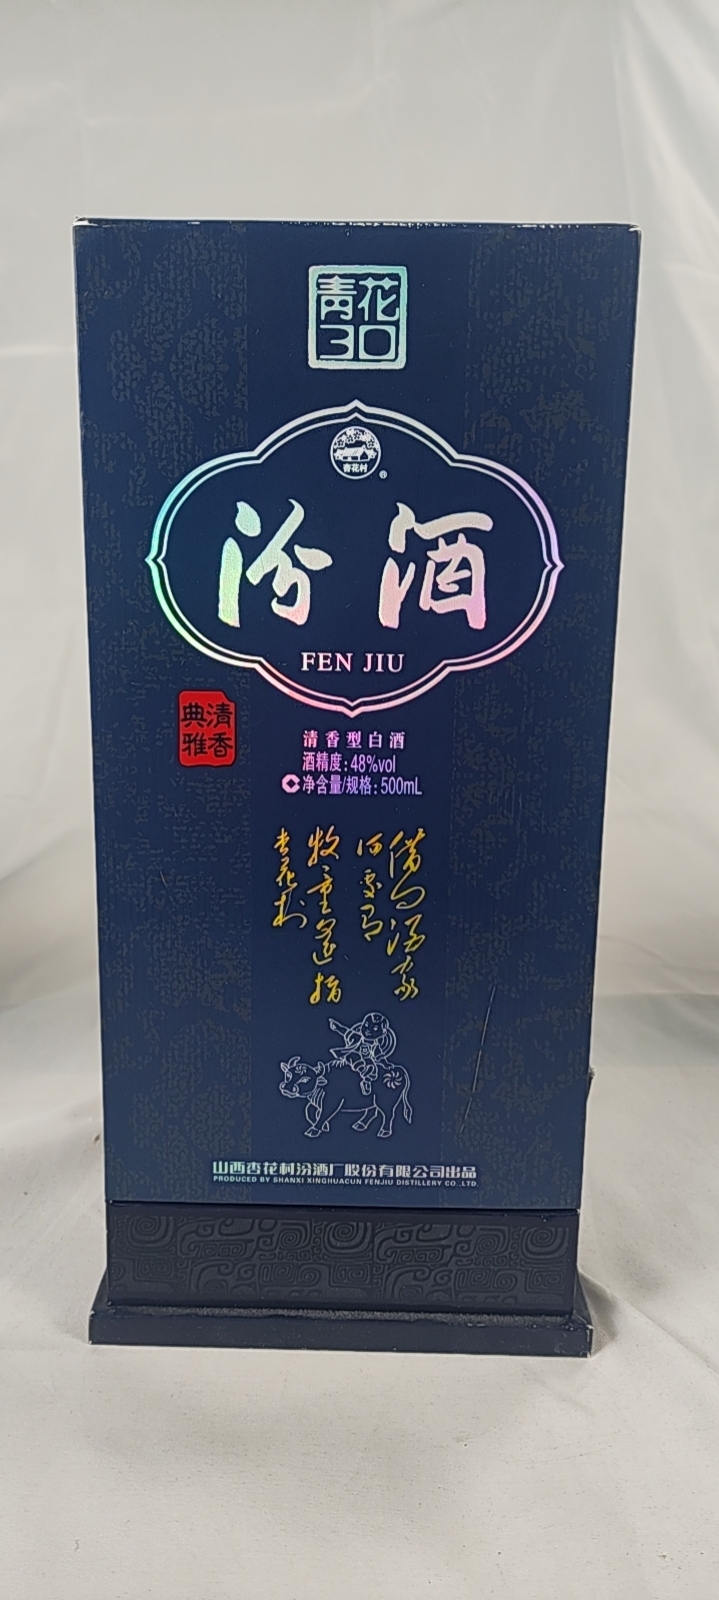 青花
30
杏花村
®
汾酒
FEN JIU
清香
典雅
清香型白酒
酒精度:48%vol
净含量/规格:500mL
借问酒家
何处有
牧童遥指
杏花村
山西杏花村汾酒厂股份有限公司出品
PRODUCED BY SHANXI XINGHUACUN FENJIU DISTILLERY CO.,LTD.